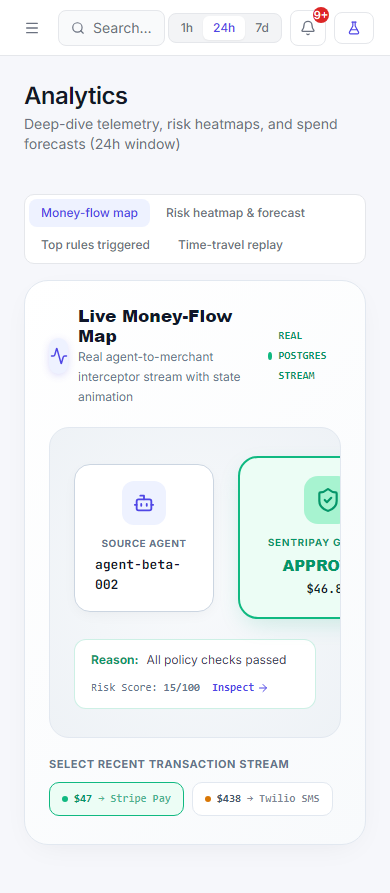 Search...
1h 24h 7d
9+
Analytics
Deep-dive telemetry, risk heatmaps, and spend
forecasts (24h window)
Money-flow map Risk heatmap & forecast
Top rules triggered Time-travel replay
Live Money-Flow
Map
Real agent-to-merchant
interceptor stream with state
animation
REAL
POSTGRES
STREAM
SOURCE AGENT
agent-beta-
002
SENTRIPAY G
APPRO
$46.8
Reason: All policy checks passed
Risk Score: 15/100 Inspect →
SELECT RECENT TRANSACTION STREAM
$47 → Stripe Pay
$438 → Twilio SMS